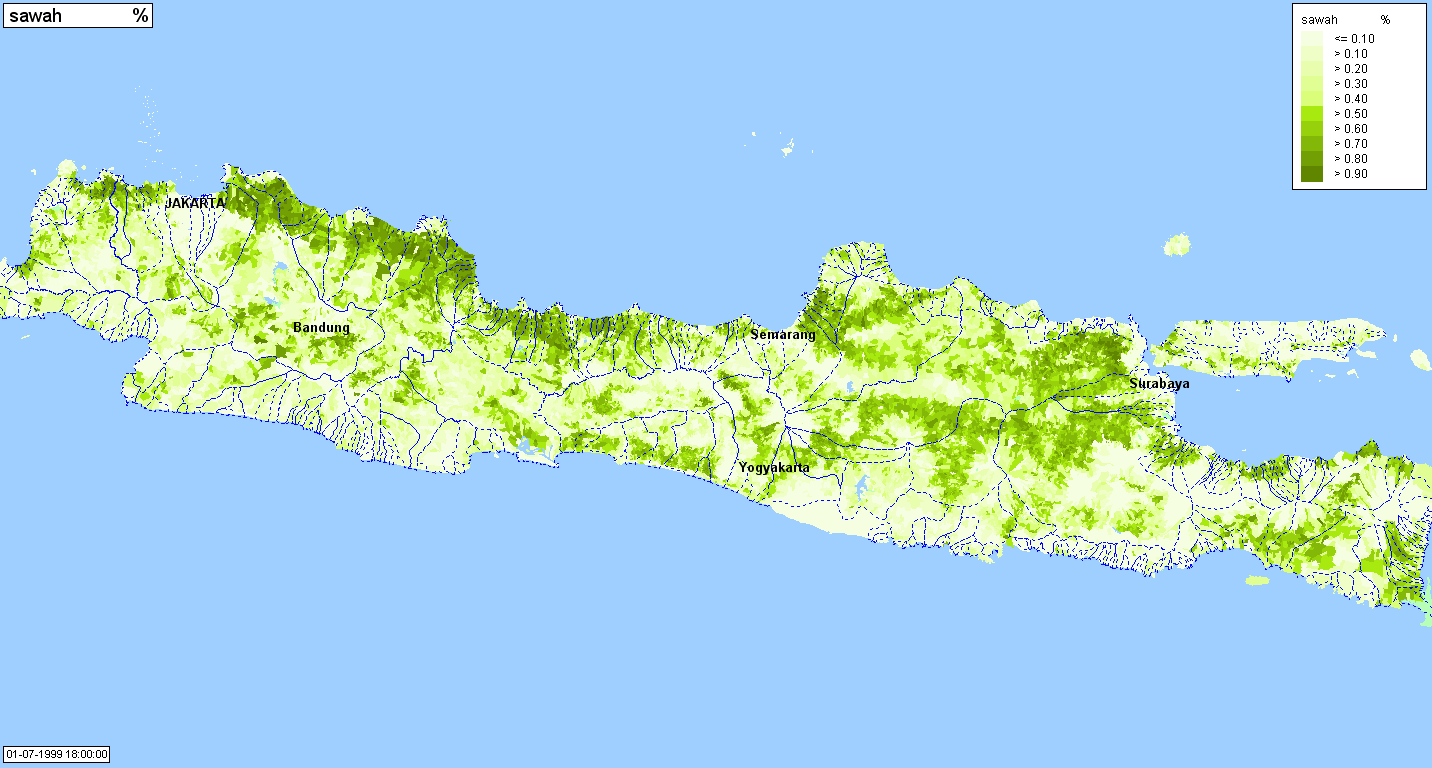 sawah %
sawah %
<= 0.10
> 0.10
> 0.20
> 0.30
> 0.40
> 0.50
> 0.60
> 0.70
> 0.80
> 0.90
JAKARTA
Bandung
Semarang
Surabaya
Yogyakarta
01-07-1999 18:00:00